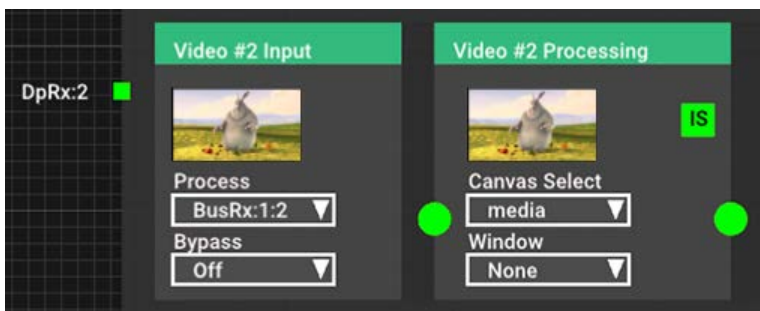 Video #2 Input
Video #2 Processing
DpRx:2
IS
Process
BusRx:1:2
Bypass
Off
Canvas Select
media
Window
None